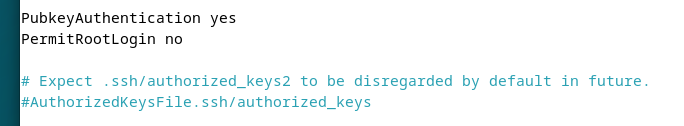 PubkeyAuthentication yes
PermitRootLogin no
# Expect .ssh/authorized_keys2 to be disregarded by default in future.
#AuthorizedKeysFile.ssh/authorized_keys